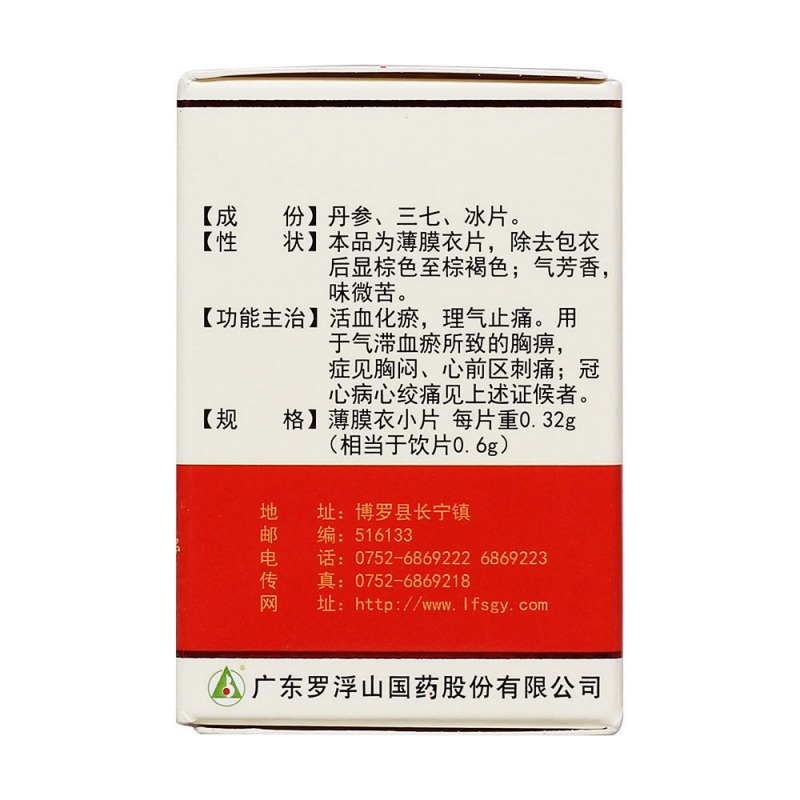 【成　　份】丹参、三七、冰片。
【性　　状】本品为薄膜衣片，除去包衣
后显棕色至棕褐色；气芳香，
味微苦。
【功能主治】活血化瘀，理气止痛。用
于气滞血瘀所致的胸痹，
症见胸闷、心前区刺痛；冠
心病心绞痛见上述证候者。
【规　　格】薄膜衣小片 每片重0.32g
（相当于饮片0.6g）
地　　址：博罗县长宁镇
邮　　编：516133
电　　话：0752-6869222 6869223
传　　真：0752-6869218
网　　址：http://www.lfsgy.com
广东罗浮山国药股份有限公司